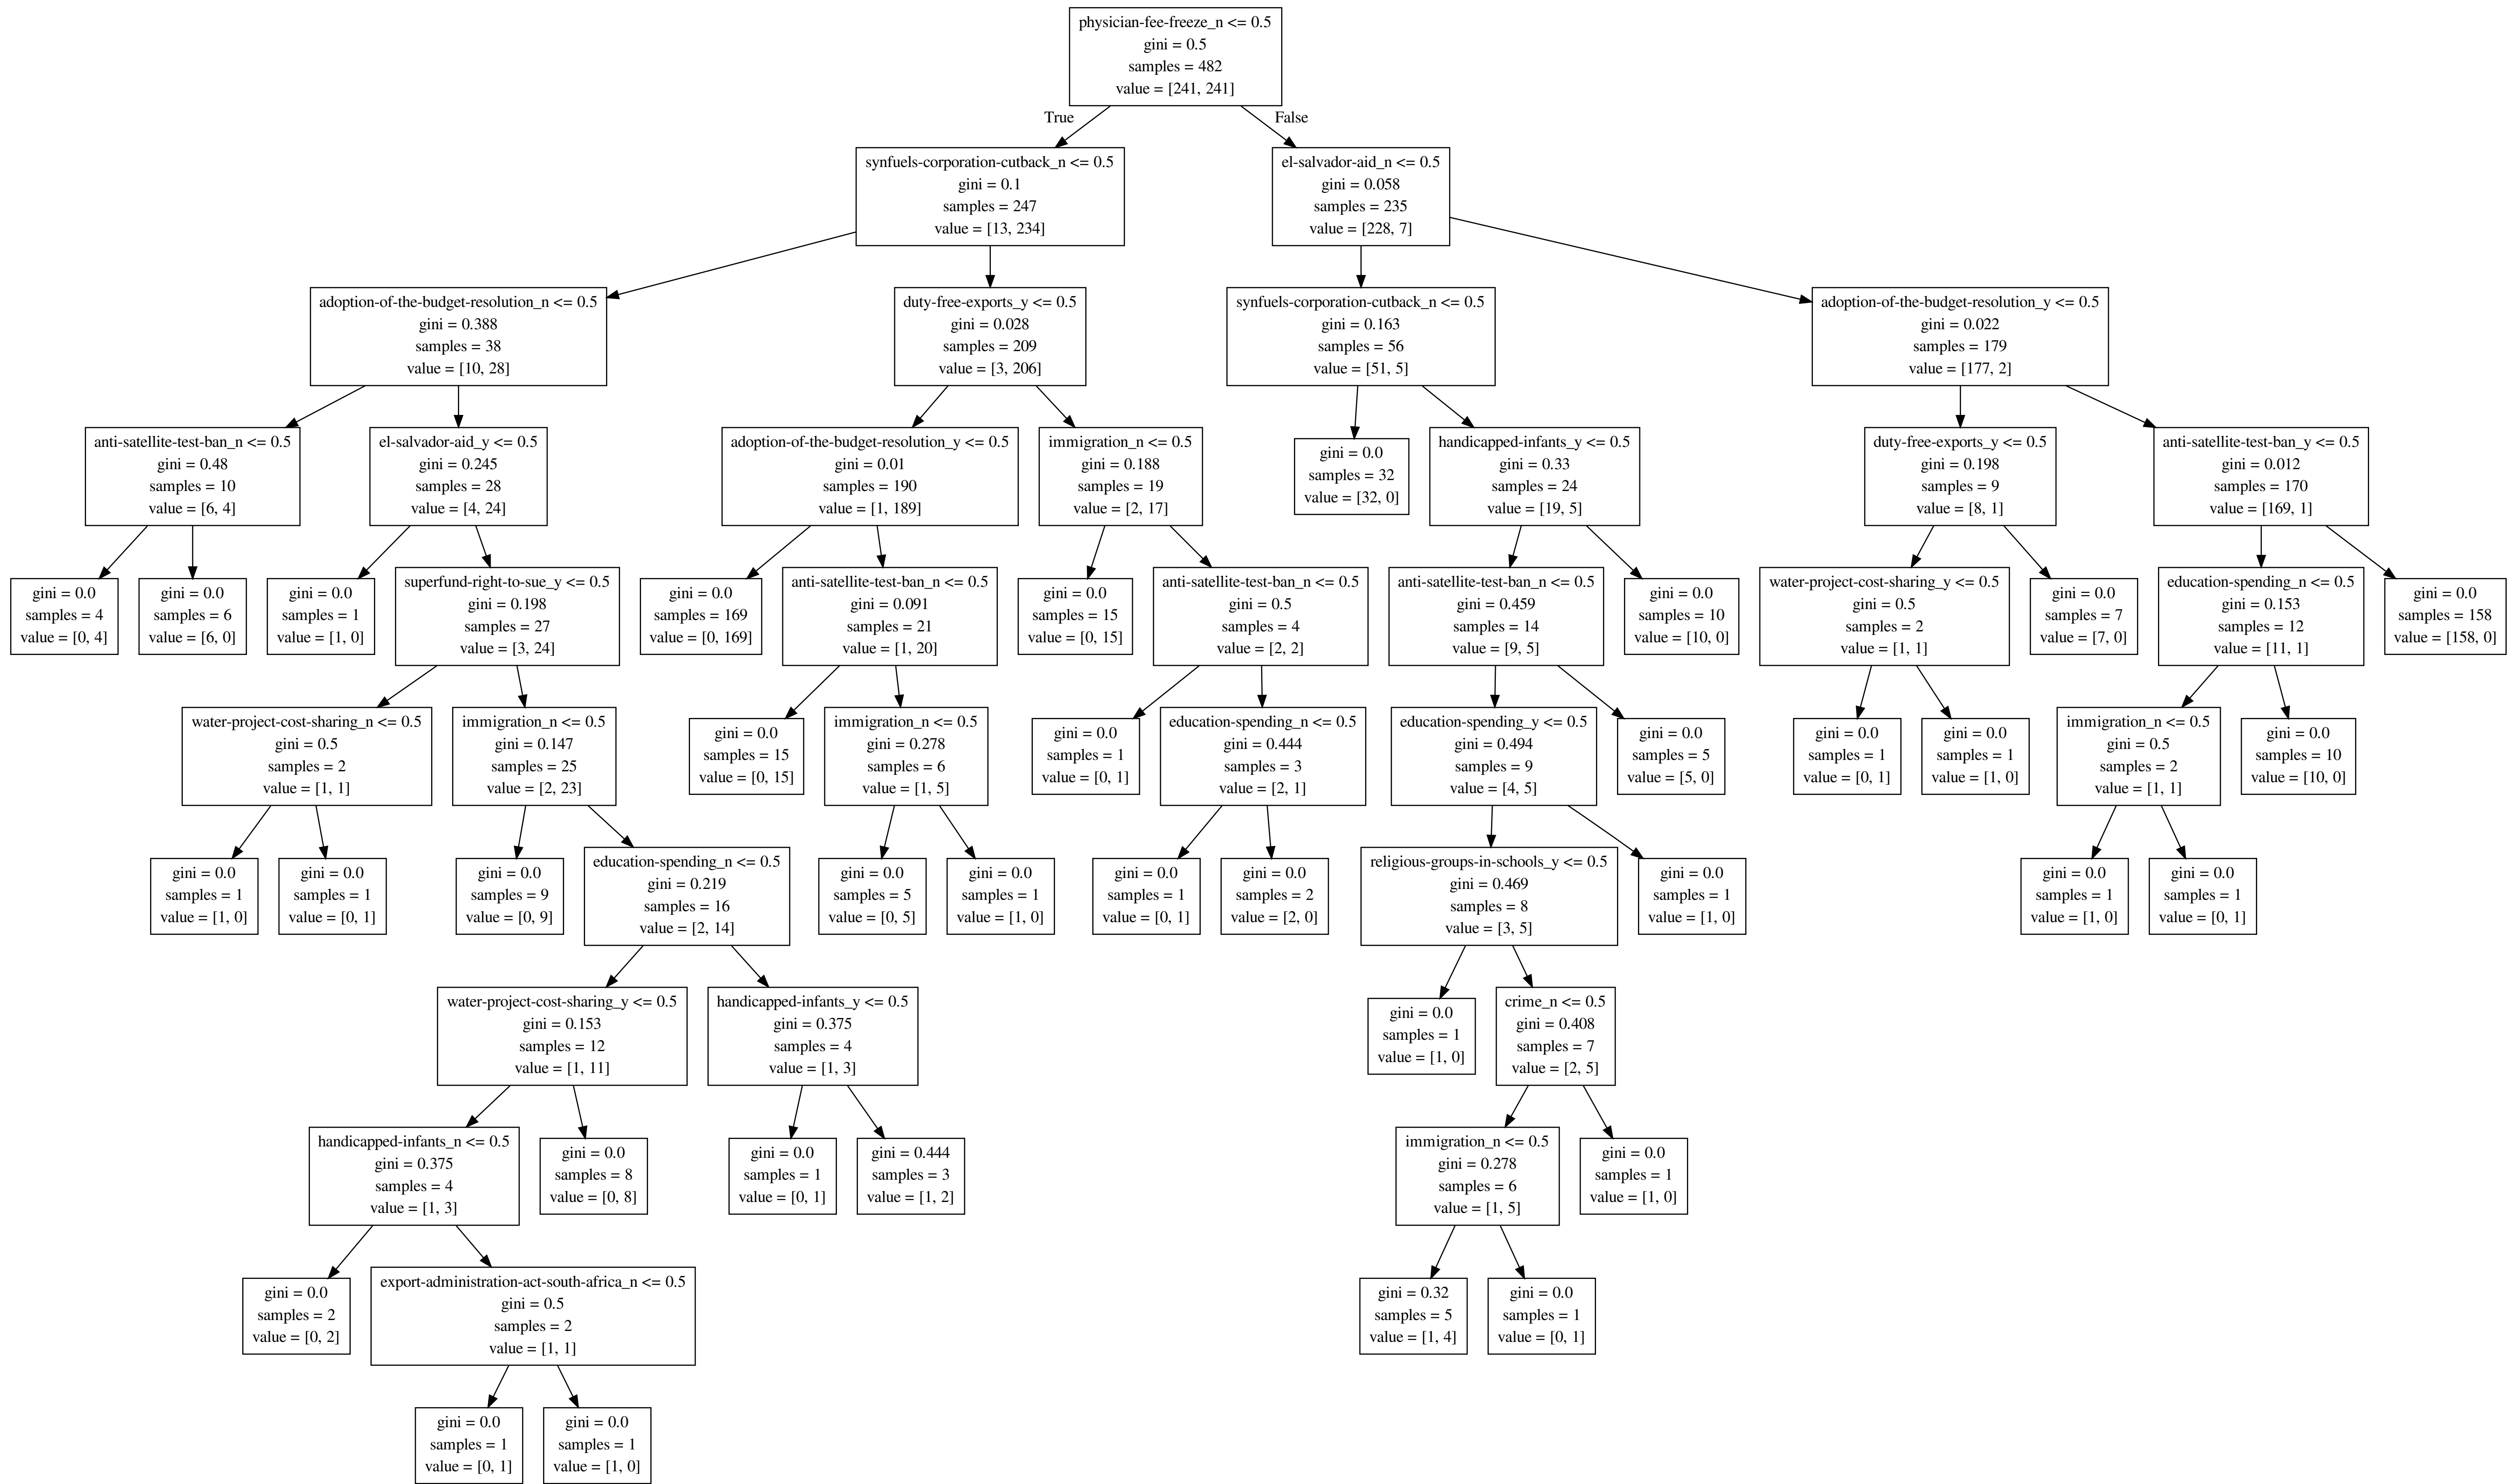 physician-fee-freeze_n <= 0.5
gini = 0.5
samples = 482
value = [241, 241]
True
False
synfuels-corporation-cutback_n <= 0.5
gini = 0.1
samples = 247
value = [13, 234]
el-salvador-aid_n <= 0.5
gini = 0.058
samples = 235
value = [228, 7]
adoption-of-the-budget-resolution_n <= 0.5
gini = 0.388
samples = 38
value = [10, 28]
duty-free-exports_y <= 0.5
gini = 0.028
samples = 209
value = [3, 206]
synfuels-corporation-cutback_n <= 0.5
gini = 0.163
samples = 56
value = [51, 5]
adoption-of-the-budget-resolution_y <= 0.5
gini = 0.022
samples = 179
value = [177, 2]
anti-satellite-test-ban_n <= 0.5
gini = 0.48
samples = 10
value = [6, 4]
el-salvador-aid_y <= 0.5
gini = 0.245
samples = 28
value = [4, 24]
adoption-of-the-budget-resolution_y <= 0.5
gini = 0.01
samples = 190
value = [1, 189]
immigration_n <= 0.5
gini = 0.188
samples = 19
value = [2, 17]
gini = 0.0
samples = 32
value = [32, 0]
handicapped-infants_y <= 0.5
gini = 0.33
samples = 24
value = [19, 5]
duty-free-exports_y <= 0.5
gini = 0.198
samples = 9
value = [8, 1]
anti-satellite-test-ban_y <= 0.5
gini = 0.012
samples = 170
value = [169, 1]
gini = 0.0
samples = 4
value = [0, 4]
gini = 0.0
samples = 6
value = [6, 0]
gini = 0.0
samples = 1
value = [1, 0]
superfund-right-to-sue_y <= 0.5
gini = 0.198
samples = 27
value = [3, 24]
gini = 0.0
samples = 169
value = [0, 169]
anti-satellite-test-ban_n <= 0.5
gini = 0.091
samples = 21
value = [1, 20]
gini = 0.0
samples = 15
value = [0, 15]
anti-satellite-test-ban_n <= 0.5
gini = 0.5
samples = 4
value = [2, 2]
anti-satellite-test-ban_n <= 0.5
gini = 0.459
samples = 14
value = [9, 5]
gini = 0.0
samples = 10
value = [10, 0]
water-project-cost-sharing_y <= 0.5
gini = 0.5
samples = 2
value = [1, 1]
gini = 0.0
samples = 7
value = [7, 0]
education-spending_n <= 0.5
gini = 0.153
samples = 12
value = [11, 1]
gini = 0.0
samples = 158
value = [158, 0]
water-project-cost-sharing_n <= 0.5
gini = 0.5
samples = 2
value = [1, 1]
immigration_n <= 0.5
gini = 0.147
samples = 25
value = [2, 23]
gini = 0.0
samples = 15
value = [0, 15]
immigration_n <= 0.5
gini = 0.278
samples = 6
value = [1, 5]
gini = 0.0
samples = 1
value = [0, 1]
education-spending_n <= 0.5
gini = 0.444
samples = 3
value = [2, 1]
education-spending_y <= 0.5
gini = 0.494
samples = 9
value = [4, 5]
gini = 0.0
samples = 5
value = [5, 0]
gini = 0.0
samples = 1
value = [0, 1]
gini = 0.0
samples = 1
value = [1, 0]
immigration_n <= 0.5
gini = 0.5
samples = 2
value = [1, 1]
gini = 0.0
samples = 10
value = [10, 0]
gini = 0.0
samples = 1
value = [1, 0]
gini = 0.0
samples = 1
value = [0, 1]
gini = 0.0
samples = 9
value = [0, 9]
education-spending_n <= 0.5
gini = 0.219
samples = 16
value = [2, 14]
gini = 0.0
samples = 5
value = [0, 5]
gini = 0.0
samples = 1
value = [1, 0]
gini = 0.0
samples = 1
value = [0, 1]
gini = 0.0
samples = 2
value = [2, 0]
religious-groups-in-schools_y <= 0.5
gini = 0.469
samples = 8
value = [3, 5]
gini = 0.0
samples = 1
value = [1, 0]
gini = 0.0
samples = 1
value = [1, 0]
gini = 0.0
samples = 1
value = [0, 1]
water-project-cost-sharing_y <= 0.5
gini = 0.153
samples = 12
value = [1, 11]
handicapped-infants_y <= 0.5
gini = 0.375
samples = 4
value = [1, 3]
gini = 0.0
samples = 1
value = [1, 0]
crime_n <= 0.5
gini = 0.408
samples = 7
value = [2, 5]
handicapped-infants_n <= 0.5
gini = 0.375
samples = 4
value = [1, 3]
gini = 0.0
samples = 8
value = [0, 8]
gini = 0.0
samples = 1
value = [0, 1]
gini = 0.444
samples = 3
value = [1, 2]
immigration_n <= 0.5
gini = 0.278
samples = 6
value = [1, 5]
gini = 0.0
samples = 1
value = [1, 0]
gini = 0.0
samples = 2
value = [0, 2]
export-administration-act-south-africa_n <= 0.5
gini = 0.5
samples = 2
value = [1, 1]
gini = 0.32
samples = 5
value = [1, 4]
gini = 0.0
samples = 1
value = [0, 1]
gini = 0.0
samples = 1
value = [0, 1]
gini = 0.0
samples = 1
value = [1, 0]